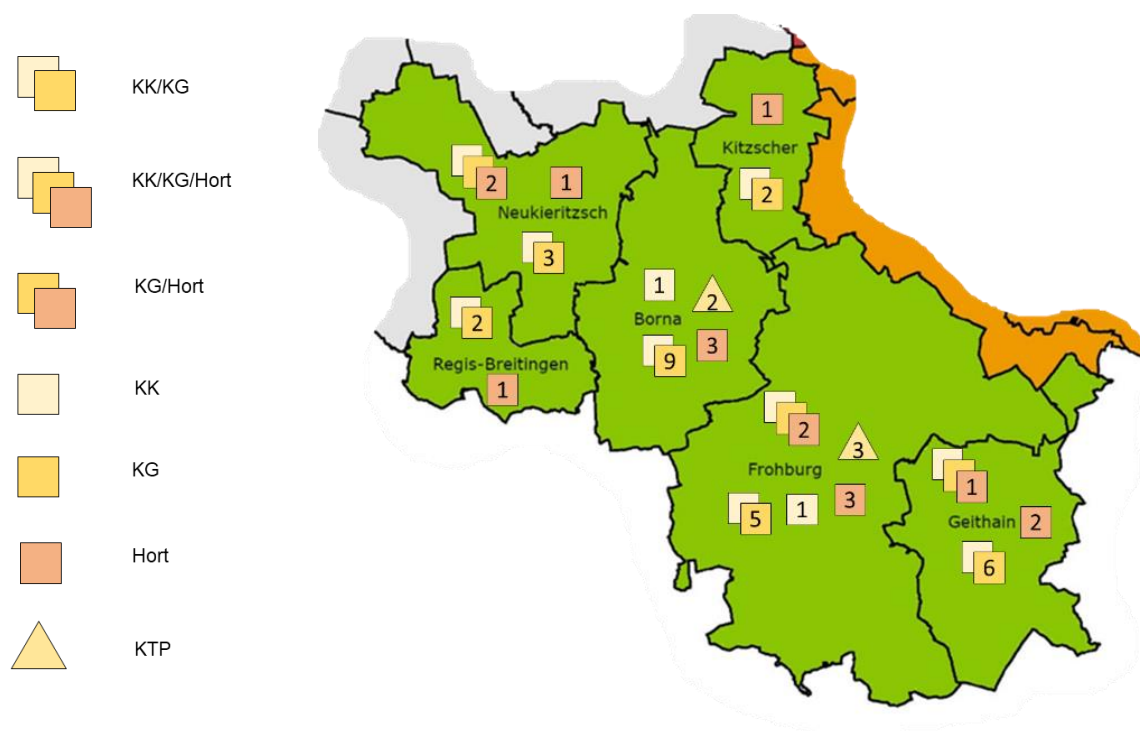 KK/KG
KK/KG/Hort
KG/Hort
KK
KG
Hort
KTP
1
Kitzscher
2
2
1
Neukieritzsch
3
2
Regis-Breitingen
1
1
2
Borna
9
3
2
3
Frohburg
5
1
3
1
Geithain
2
6